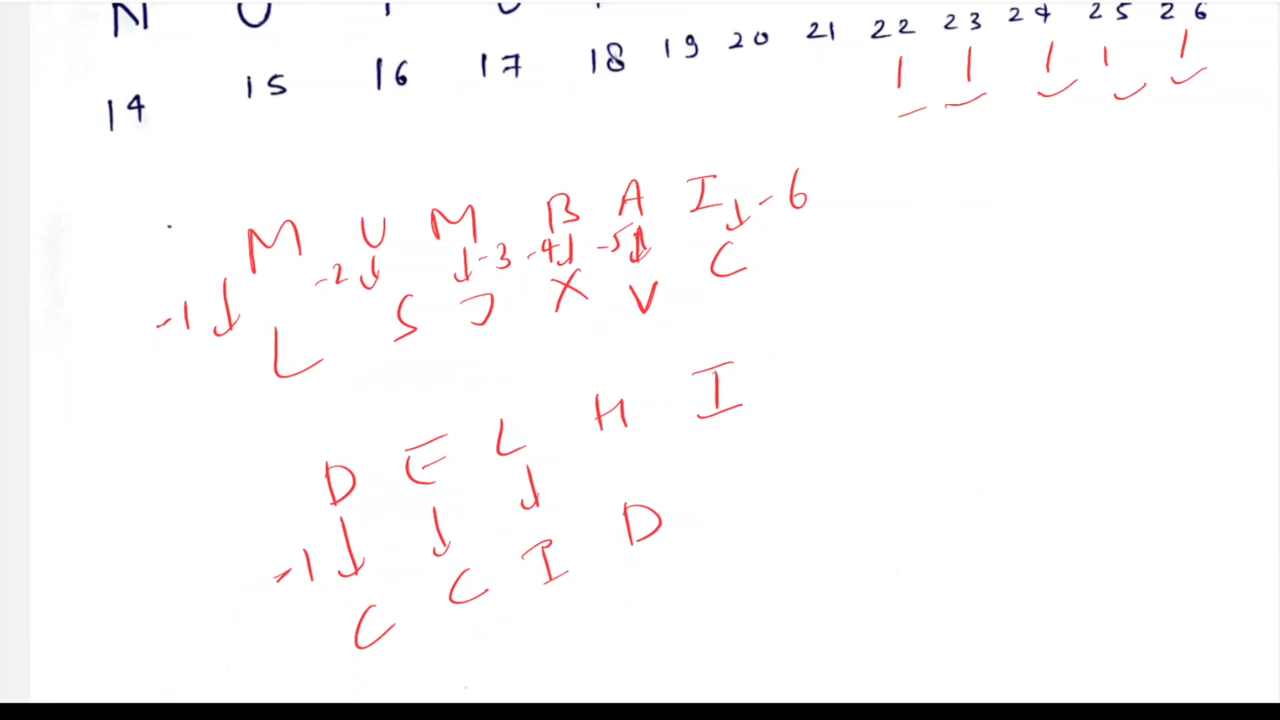 N O
14 15 16 17 18 19 20 21 22 23 24 25 26
1 1 1 1 1
M U M B A I
-1 -2 -3 -4 -5 -6
L S J X V C
D E L H I
-1
C C I D